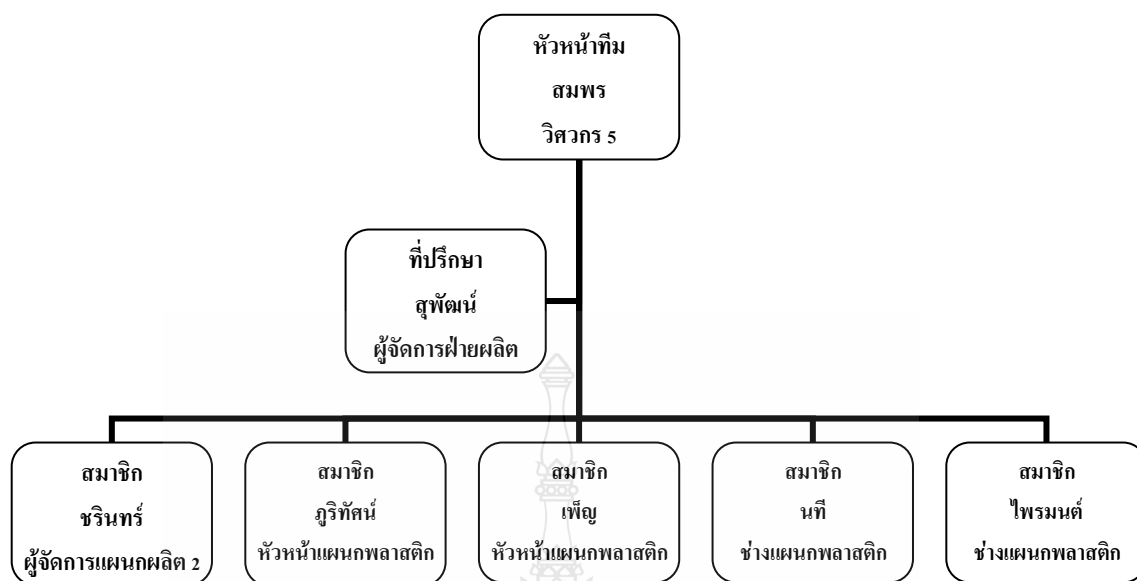 หัวหน้าทีม
สมพร
วิศวกร 5
ที่ปรึกษา
สุพัฒน์
ผู้จัดการฝ่ายผลิต
สมาชิก
ชรินทร์
ผู้จัดการแผนกผลิต 2
สมาชิก
ภูริทัศน์
หัวหน้าแผนกพลาสติก
สมาชิก
เพ็ญ
หัวหน้าแผนกพลาสติก
สมาชิก
นที
ช่างแผนกพลาสติก
สมาชิก
ไพรมนต์
ช่างแผนกพลาสติก